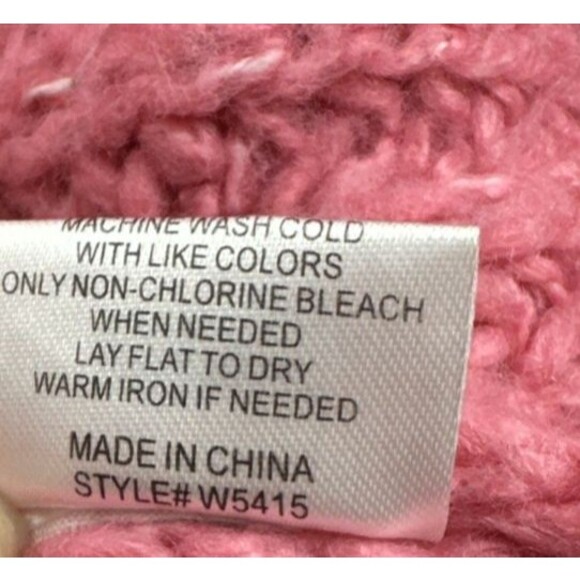 MACHINE WASH COLD
WITH LIKE COLORS
ONLY NON-CHLORINE BLEACH
WHEN NEEDED
LAY FLAT TO DRY
WARM IRON IF NEEDED
MADE IN CHINA
STYLE# W5415